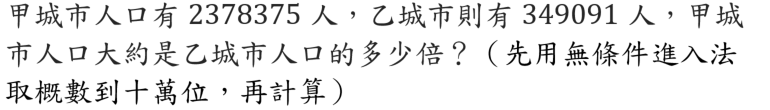 甲城市人口有 2378375 人，乙城市則有 349091 人，甲城
市人口大約是乙城市人口的多少倍？（先用無條件進入法
取概數到十萬位，再計算）